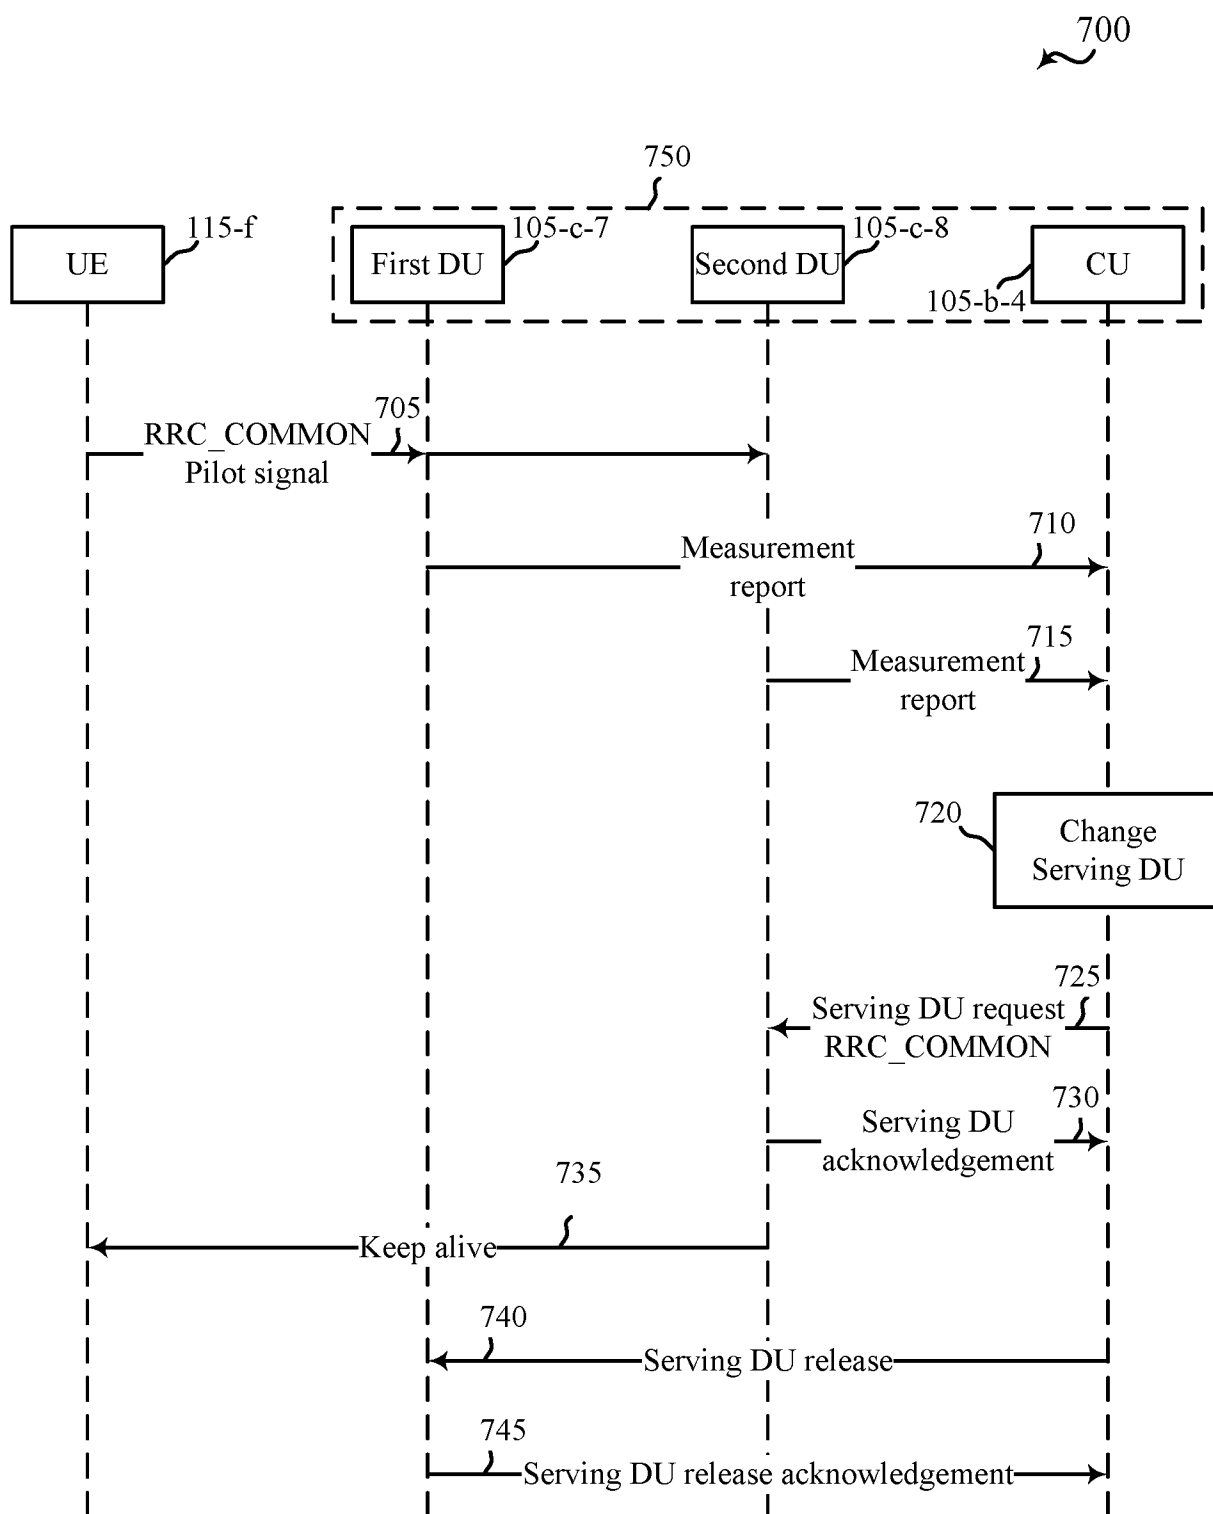 700
750
115-f
105-c-7
105-c-8
UE
First DU
Second DU
CU
105-b-4
705
RRC_COMMON
Pilot signal
710
Measurement
report
715
Measurement
report
720
Change
Serving DU
725
Serving DU request
RRC_COMMON
730
Serving DU
acknowledgement
735
Keep alive
740
Serving DU release
745
Serving DU release acknowledgement